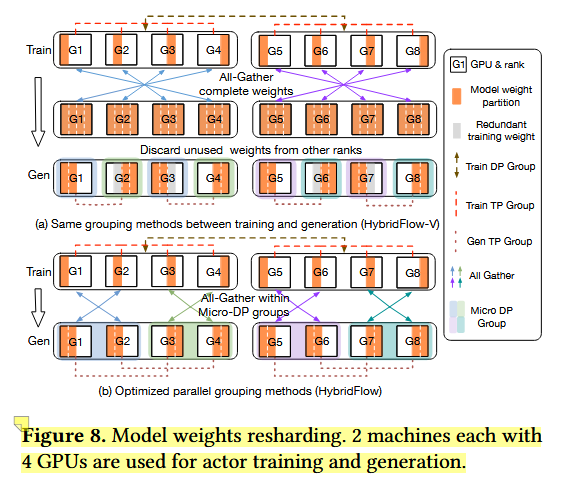 Train
G1 G2 G3 G4 G5 G6 G7 G8
All-Gather
complete weights
G1 G2 G3 G4 G5 G6 G7 G8
Discard unused weights from other ranks
Gen
G1 G2 G3 G4 G5 G6 G7 G8
(a) Same grouping methods between training and generation (HybridFlow-V)
Train
G1 G2 G3 G4 G5 G6 G7 G8
All-Gather within
Micro-DP groups
Gen
G1 G2 G3 G4 G5 G6 G7 G8
(b) Optimized parallel grouping methods (HybridFlow)
G1 GPU & rank
Model weight
partition
Redundant
training weight
Train DP Group
Train TP Group
Gen TP Group
All Gather
Micro DP
Group
Figure 8. Model weights resharding. 2 machines each with
4 GPUs are used for actor training and generation.